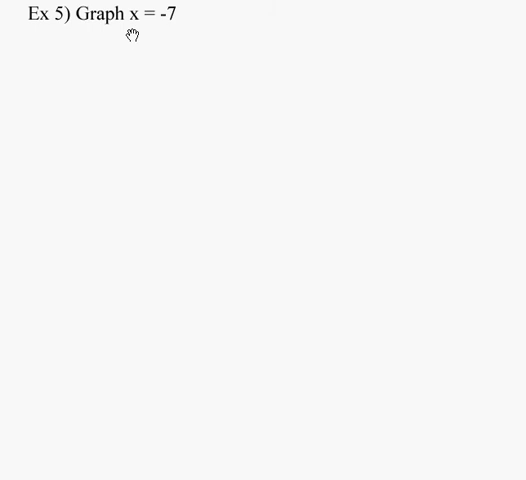 Ex 5) Graph x = -7